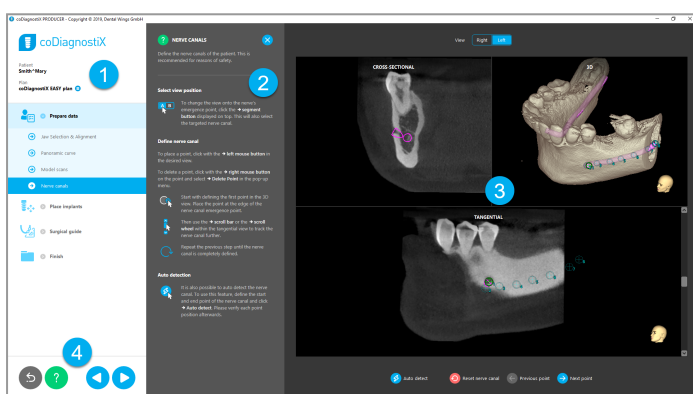 coDiagnostiX PRODUCER - Copyright © 2019, Dental Wings GmbH
coDiagnostiX
Patient
Smith^Mary
Plan
coDiagnostiX EASY plan
1
Prepare data
Jaw Selection & Alignment
Panoramic curve
Model scans
Nerve canals
Place implants
Surgical guide
Finish
4
?
? NERVE CANALS
Define the nerve canals of the patient. This is
recommended for reasons of safety.
2
Select view position
To change the view onto the nerve's
emergence point, click the ➔ segment
button displayed on top. This will also select
the targeted nerve canal.
Define nerve canal
To place a point, click with the ➔ left mouse button in
the desired view.
To delete a point, click with the ➔ right mouse button
on the point and select ➔ Delete Point in the pop-up
menu.
Start with defining the first point in the 3D
view. Place the point at the edge of the
nerve canal emergence point.
Then use the ➔ scroll bar or the ➔ scroll
wheel within the tangential view to track the
nerve canal further.
Repeat the previous step until the nerve
canal is completely defined.
Auto detection
It is also possible to auto detect the nerve
canal. To use this feature, define the start
and end point of the nerve canal and click
➔ Auto detect. Please verify each point
position afterwards.
View Right Left
CROSS-SECTIONAL
3D
3
TANGENTIAL
Auto detect
Reset nerve canal
Previous point
Next point